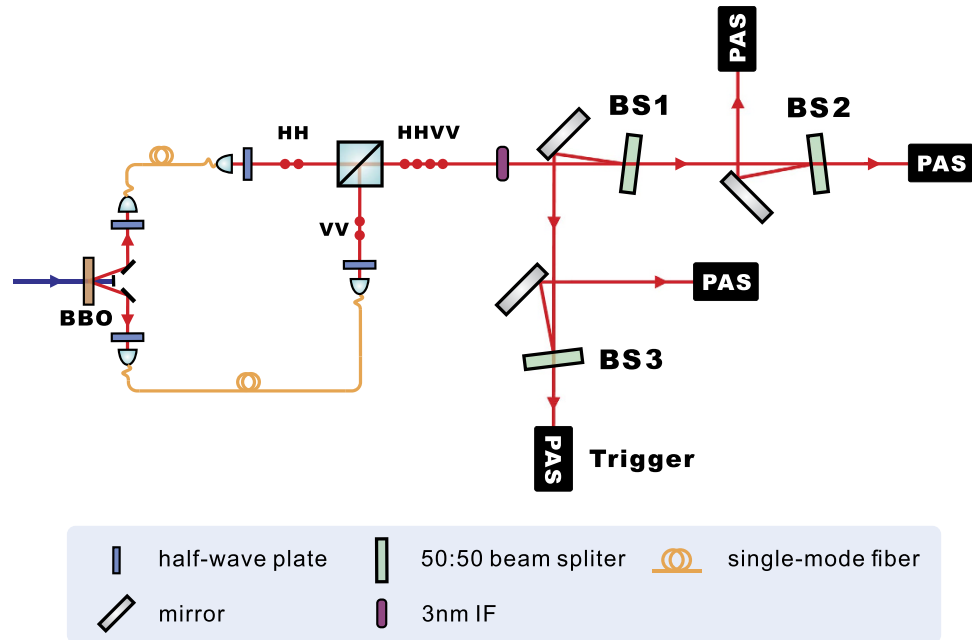 PAS
BS1
BS2
HH
HHVV
PAS
VV
BBO
PAS
BS3
PAS
Trigger
half-wave plate
50:50 beam spliter
single-mode fiber
mirror
3nm IF